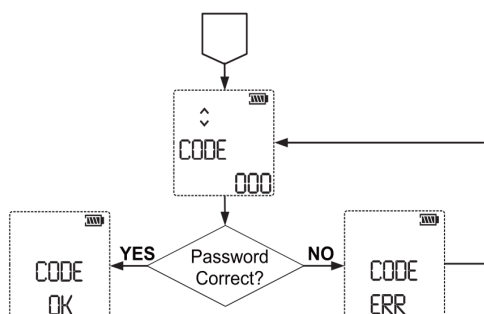 CODE
000
YES
Password
Correct?
NO
CODE
OK
CODE
ERR